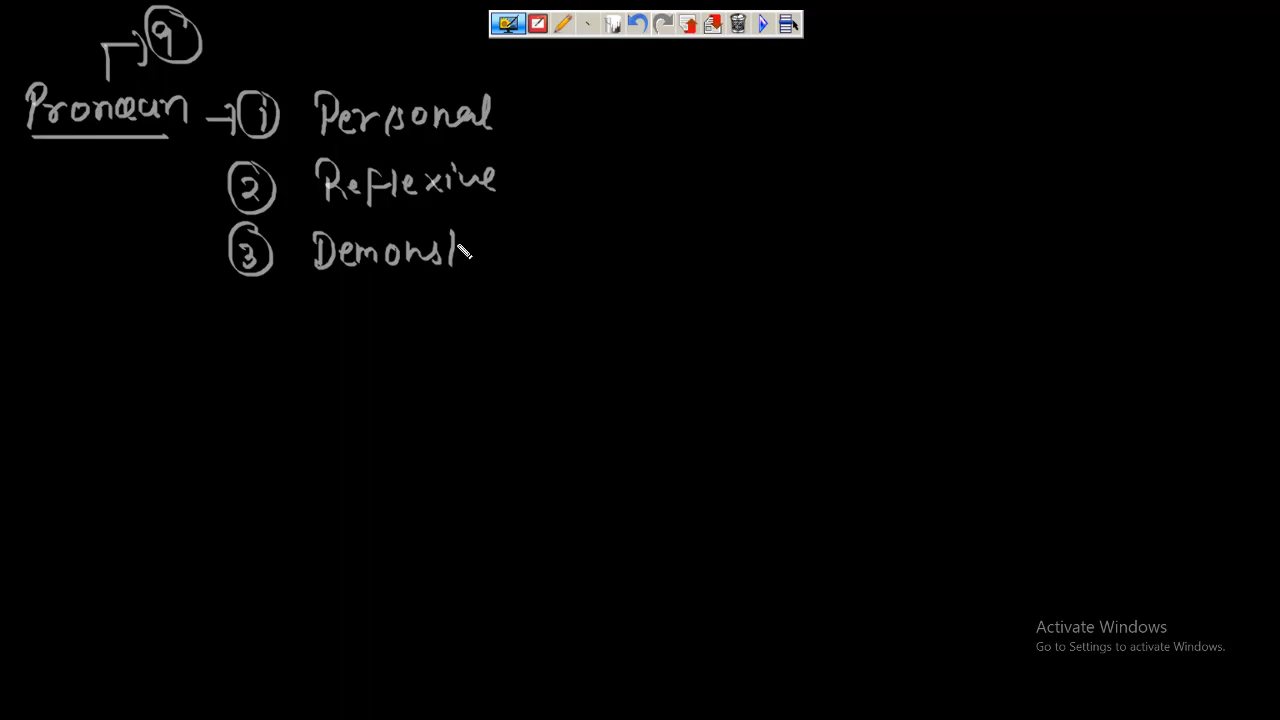 9
Pronoun → 1 Personal
2 Reflexive
3 Demonst
Activate Windows
Go to Settings to activate Windows.